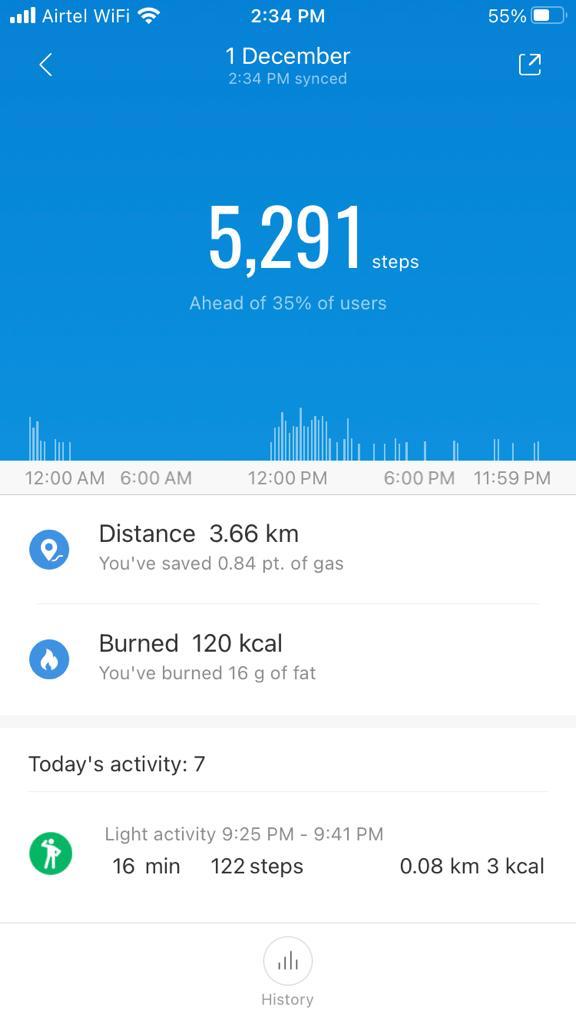 Airtel WiFi 2:34 PM 55%
1 December
2:34 PM synced
5,291 steps
Ahead of 35% of users
12:00 AM 6:00 AM 12:00 PM 6:00 PM 11:59 PM
Distance 3.66 km
You've saved 0.84 pt. of gas
Burned 120 kcal
You've burned 16 g of fat
Today's activity: 7
Light activity 9:25 PM - 9:41 PM
16 min 122 steps 0.08 km 3 kcal
History